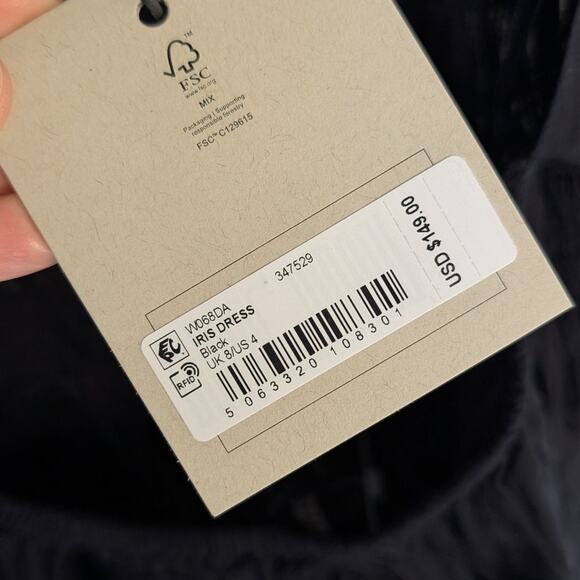 FSC
www.fsc.org
MIX
Packaging | Supporting
responsible forestry
FSC™ C129615
USD $149.00
347529
W068DA
IRIS DRESS
Black
UK 8/US 4
RFID
5 063320 108301